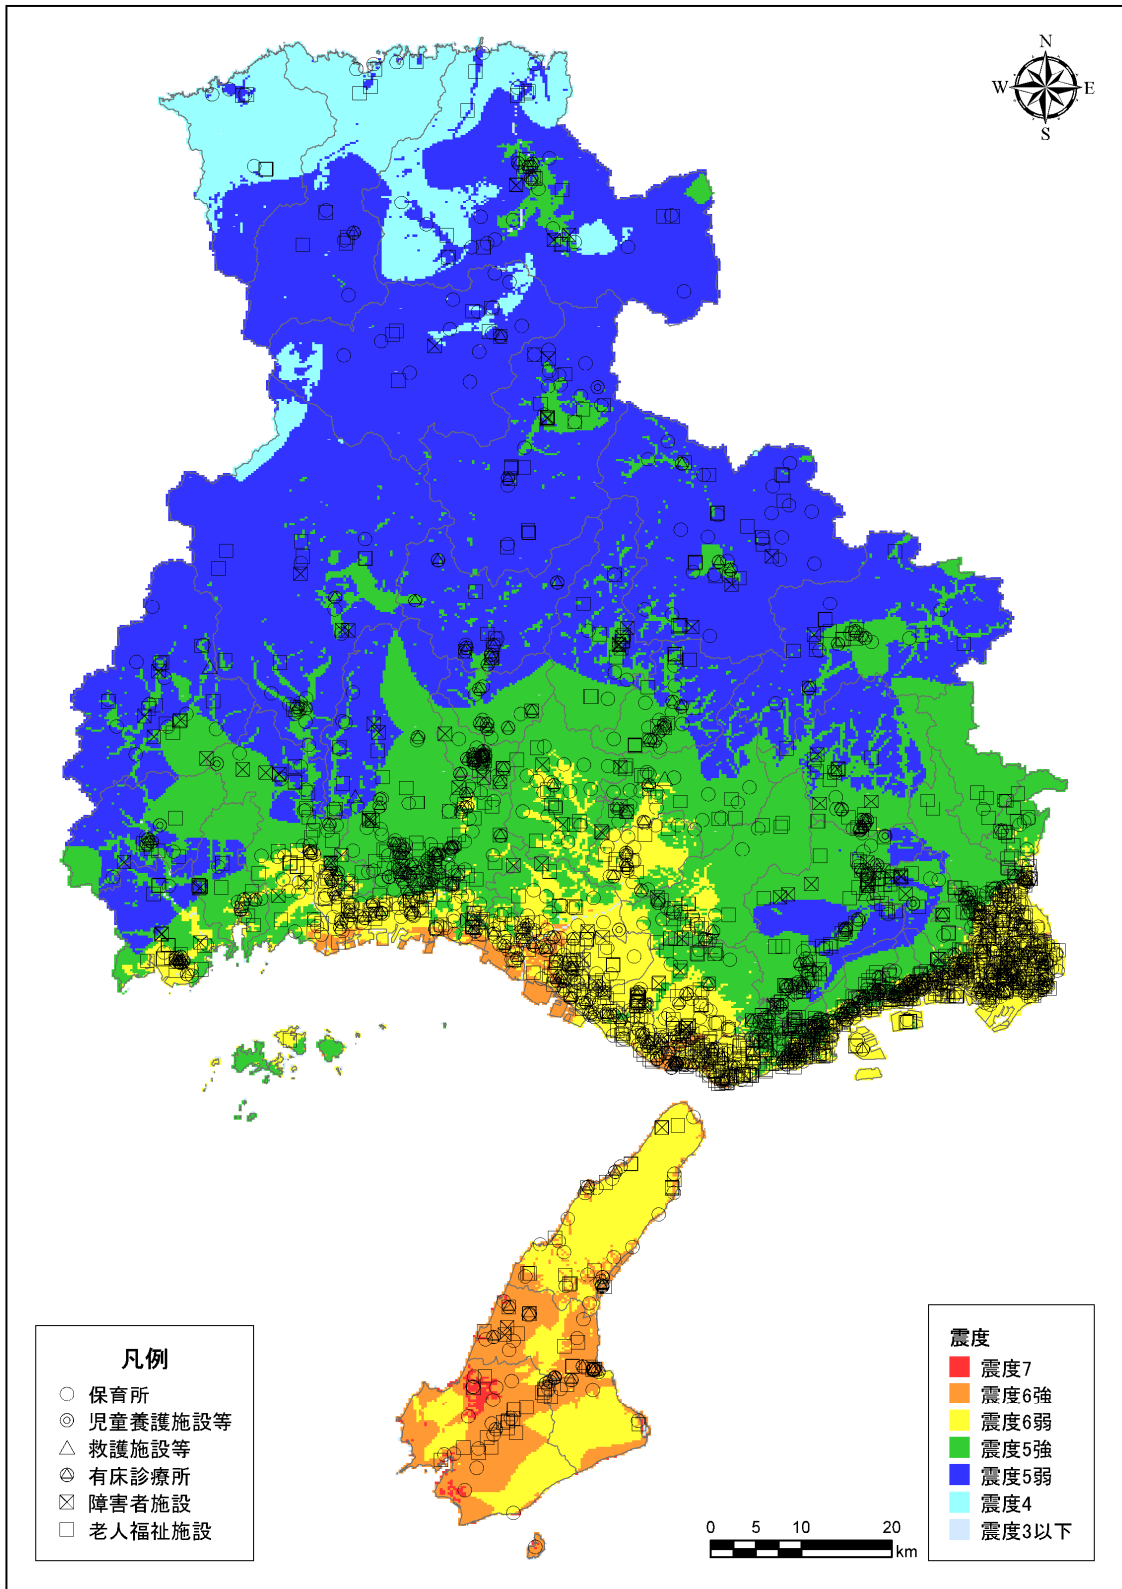 N
W E
S
凡例
保育所
児童養護施設等
救護施設等
有床診療所
障害者施設
老人福祉施設
震度
震度7
震度6強
震度6弱
震度5強
震度5弱
震度4
震度3以下
0 5 10 20
km